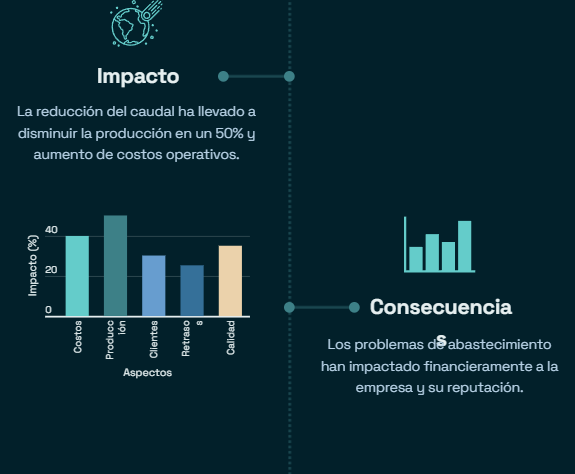 Impacto
La reducción del caudal ha llevado a
disminuir la producción en un 50% y
aumento de costos operativos.
Impacto (%)
40
20
0
Costos
Producc
ión
Clientes
Retraso
s
Calidad
Aspectos
Consecuencia
s
Los problemas de abastecimiento
han impactado financieramente a la
empresa y su reputación.